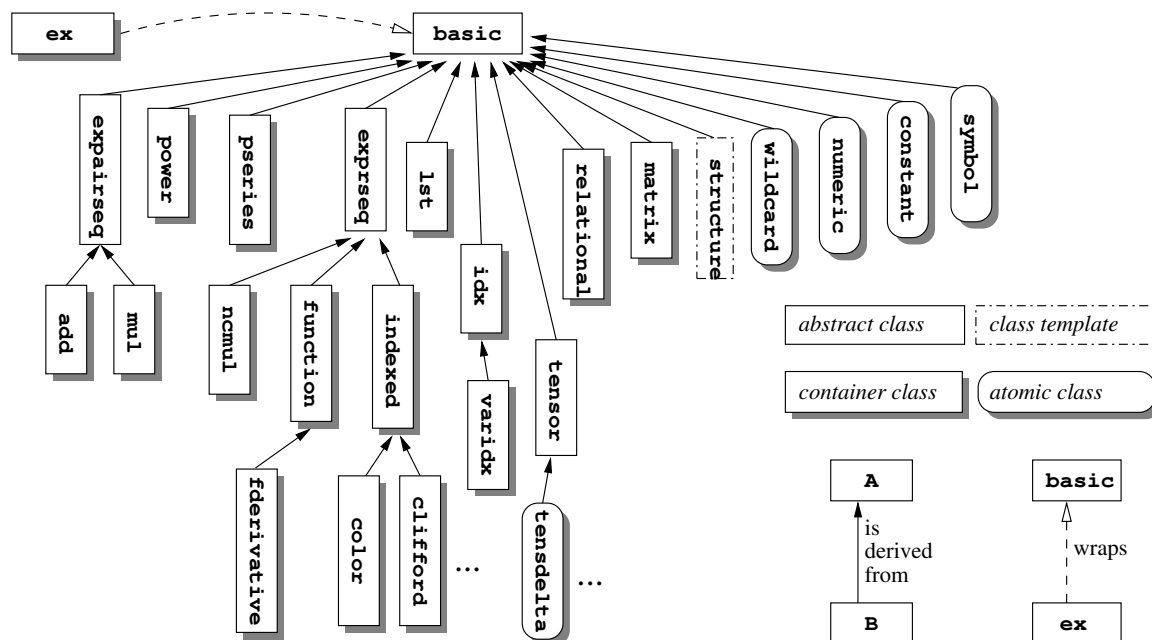 ex
basic
expairseq
power
pseries
exprseq
lst
relational
matrix
structure
wildcard
numeric
constant
symbol
add
mul
ncmul
function
indexed
idx
tensor
varidx
fderivative
color
clifford
...
tensdelta
...
abstract class
class template
container class
atomic class
A
is
derived
from
B
basic
wraps
ex